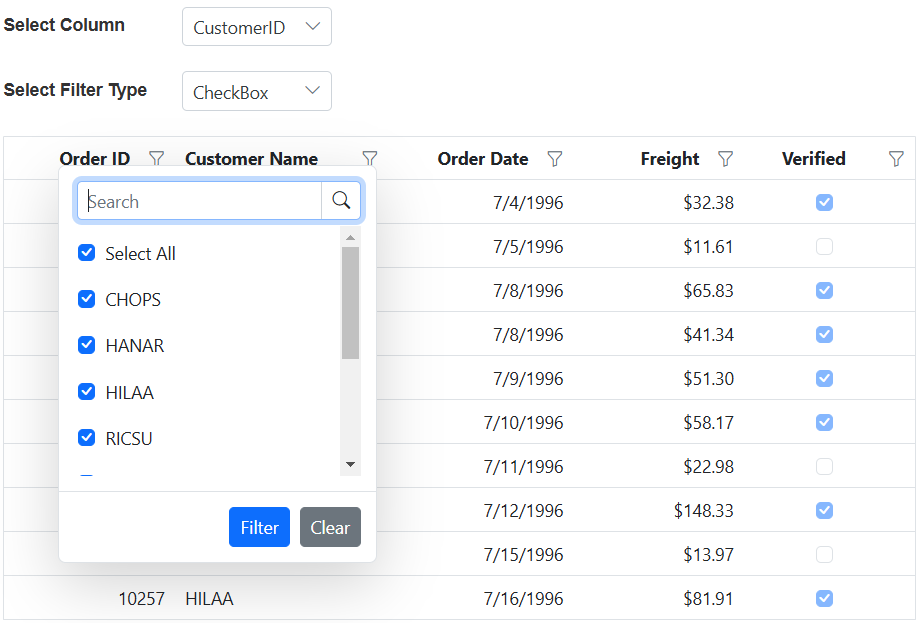 Select Column CustomerID
Select Filter Type CheckBox
Order ID Customer Name Order Date Freight Verified
Search
Select All
CHOPS
HANAR
HILAA
RICSU
Filter Clear
7/4/1996 $32.38
7/5/1996 $11.61
7/8/1996 $65.83
7/8/1996 $41.34
7/9/1996 $51.30
7/10/1996 $58.17
7/11/1996 $22.98
7/12/1996 $148.33
7/15/1996 $13.97
10257 HILAA 7/16/1996 $81.91